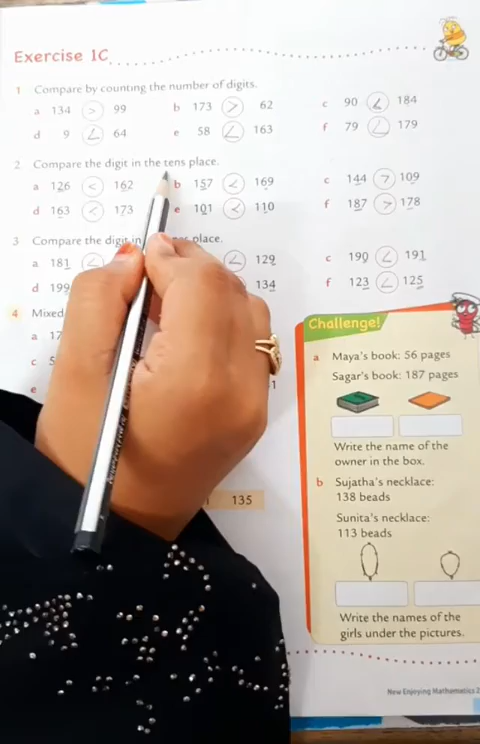 Exercise 1C
1 Compare by counting the number of digits.
a 134 > 99 b 173 > 62 c 90 < 184
d 9 < 64 e 58 < 163 f 79 < 179
2 Compare the digit in the tens place.
a 126 < 162 b 157 < 169 c 144 > 109
d 163 < 173 e 101 < 110 f 187 > 178
3 Compare the digit in place.
a 181 < < 129 c 190 < 191
d 199 134 f 123 < 125
4 Mixed
a 17
c 5
e 1
135
Challenge!
a Maya's book: 56 pages
Sagar's book: 187 pages
Write the name of the
owner in the box.
b Sujatha's necklace:
138 beads
Sunita's necklace:
113 beads
Write the names of the
girls under the pictures.
New Enjoying Mathematics 2